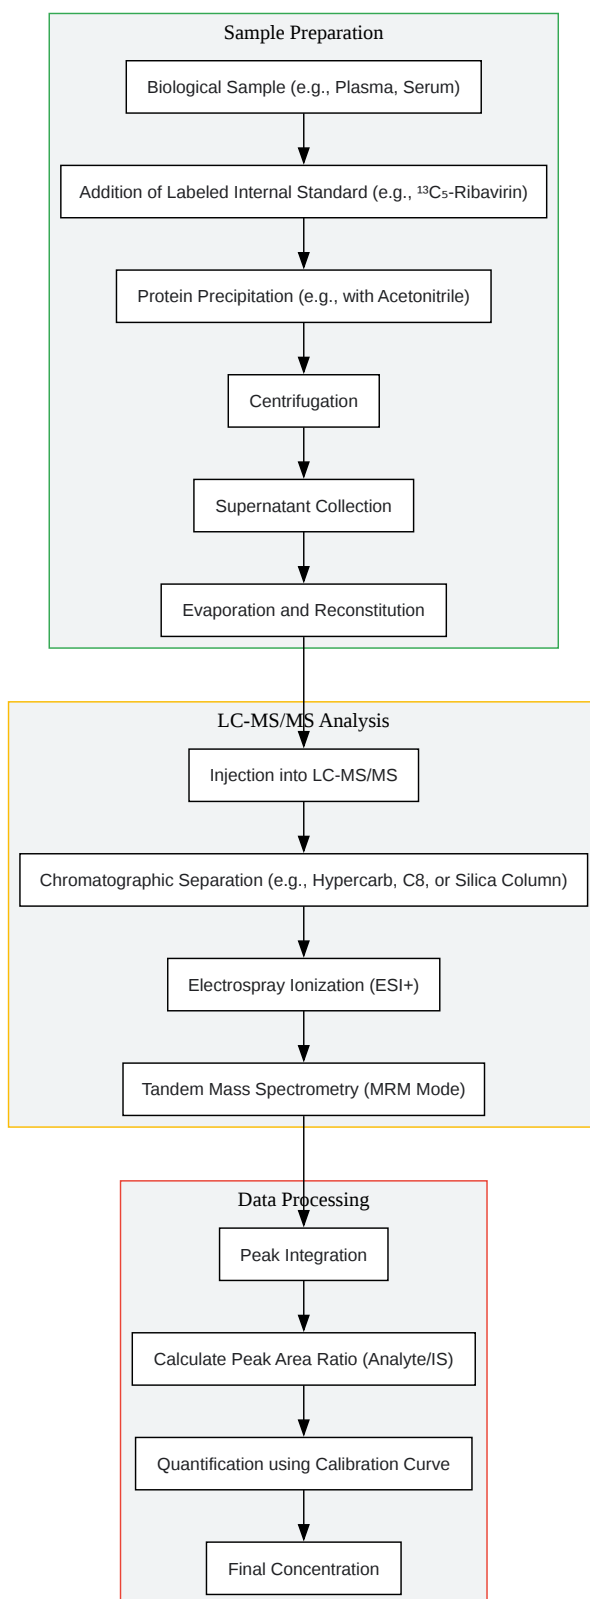 Sample Preparation
Biological Sample (e.g., Plasma, Serum)
Addition of Labeled Internal Standard (e.g., ¹³C₅-Ribavirin)
Protein Precipitation (e.g., with Acetonitrile)
Centrifugation
Supernatant Collection
Evaporation and Reconstitution
LC-MS/MS Analysis
Injection into LC-MS/MS
Chromatographic Separation (e.g., Hypercarb, C8, or Silica Column)
Electrospray Ionization (ESI+)
Tandem Mass Spectrometry (MRM Mode)
Data Processing
Peak Integration
Calculate Peak Area Ratio (Analyte/IS)
Quantification using Calibration Curve
Final Concentration